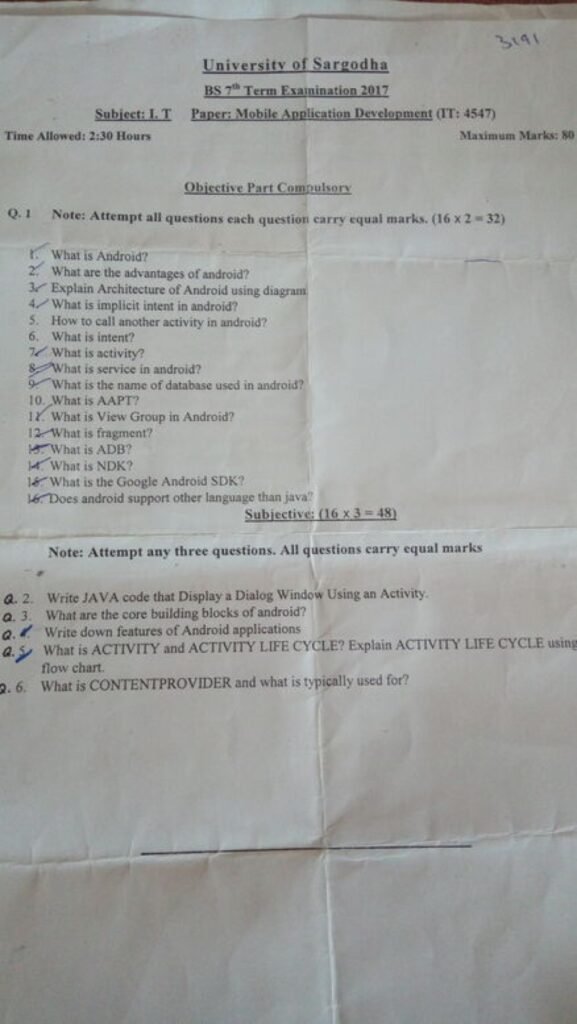 3191
University of Sargodha
BS 7th Term Examination 2017
Subject: I. T Paper: Mobile Application Development (IT: 4547)
Time Allowed: 2:30 Hours Maximum Marks: 80
Objective Part Compulsory
Q. 1 Note: Attempt all questions each question carry equal marks. (16 x 2 = 32)
1. What is Android?
2. What are the advantages of android?
3. Explain Architecture of Android using diagram
4. What is implicit intent in android?
5. How to call another activity in android?
6. What is intent?
7. What is activity?
8. What is service in android?
9. What is the name of database used in android?
10. What is AAPT?
11. What is View Group in Android?
12. What is fragment?
13. What is ADB?
14. What is NDK?
15. What is the Google Android SDK?
16. Does android support other language than java?
Subjective: (16 x 3 = 48)
Note: Attempt any three questions. All questions carry equal marks
Q. 2. Write JAVA code that Display a Dialog Window Using an Activity.
Q. 3. What are the core building blocks of android?
Q. 4. Write down features of Android applications
Q. 5. What is ACTIVITY and ACTIVITY LIFE CYCLE? Explain ACTIVITY LIFE CYCLE using
flow chart.
Q. 6. What is CONTENTPROVIDER and what is typically used for?